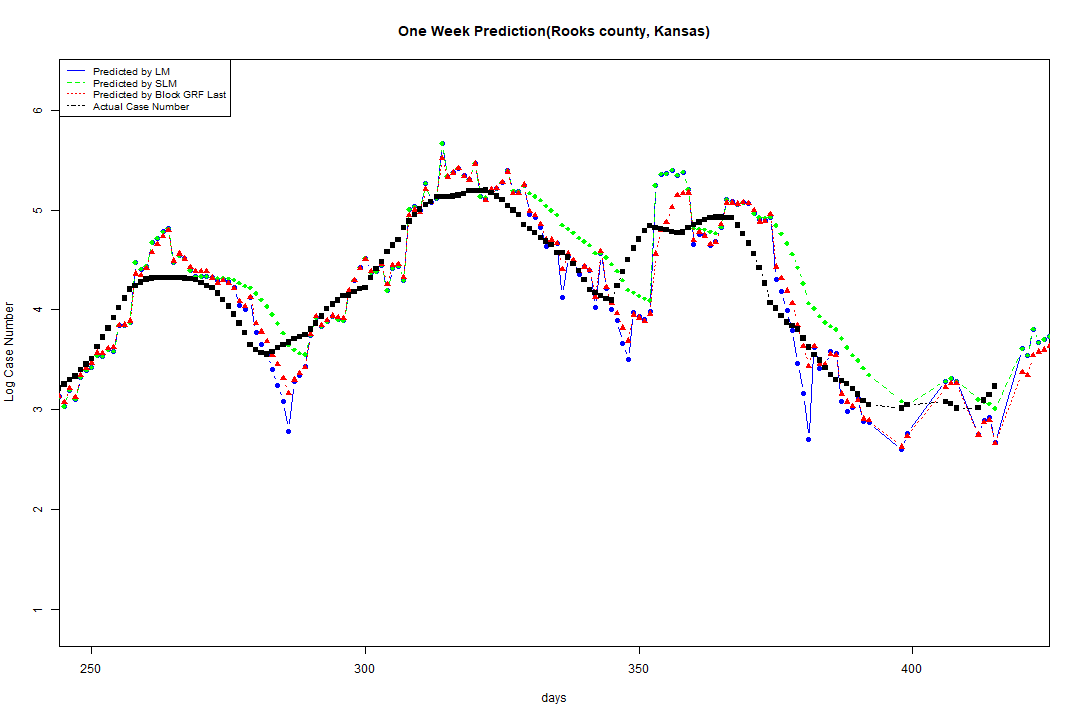 One Week Prediction(Rooks county, Kansas)
Predicted by LM
Predicted by SLM
Predicted by Block GRF Last
Actual Case Number
6
5
4
3
2
1
Log Case Number
250 300 350 400
days